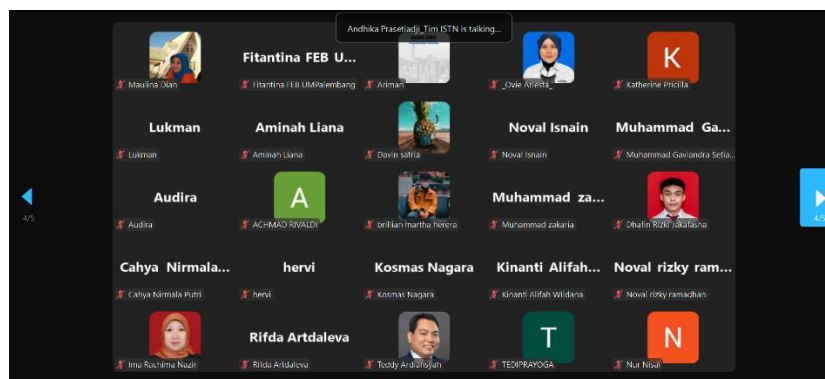 Andhika Prasetiadji_Tim ISTN is talking...
Maulina Dian
Fitantina FEB U...
Fitantina FEB UMPalembang
Ariman
_Ovie Ariesta_
K
Katherine Pricilla
Lukman
Lukman
Aminah Liana
Aminah Liana
Davin satria
Noval Isnain
Noval Isnain
Muhammad Ga...
Muhammad Gaviandra Setia...
4/5
4/5
Audira
Audira
A
ACHMAD RIVALDI
brillian martha herera
Muhammad za...
Muhammad zakaria
Dhafin Rizki Jakafasha
Cahya Nirmala...
Cahya Nirmala Putri
hervi
hervi
Kosmas Nagara
Kosmas Nagara
Kinanti Alifah...
Kinanti Alifah Wildana
Noval rizky ram...
Noval rizky ramadhan
Ima Rachima Nazir
Rifda Artdaleva
Rifda Artdaleva
Teddy Ardiansyah
T
TEDIPRAYOGA
N
Nur Nisai